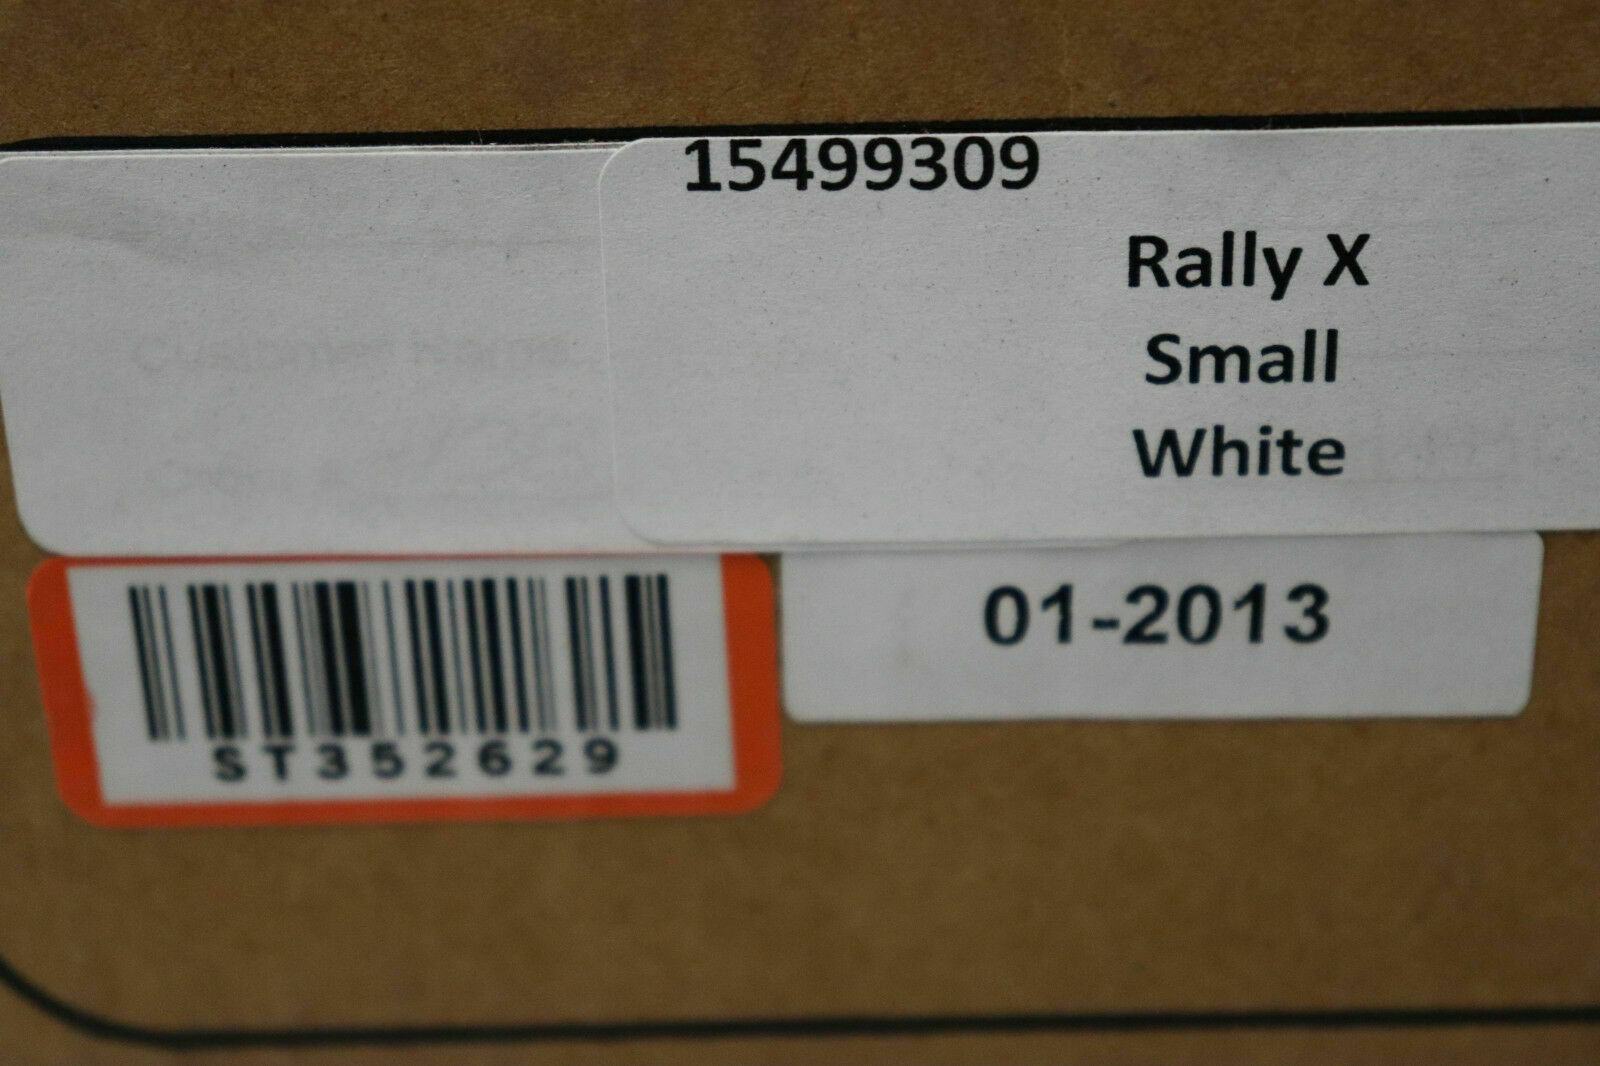 15499309
Rally X
Small
White
01-2013
ST352629